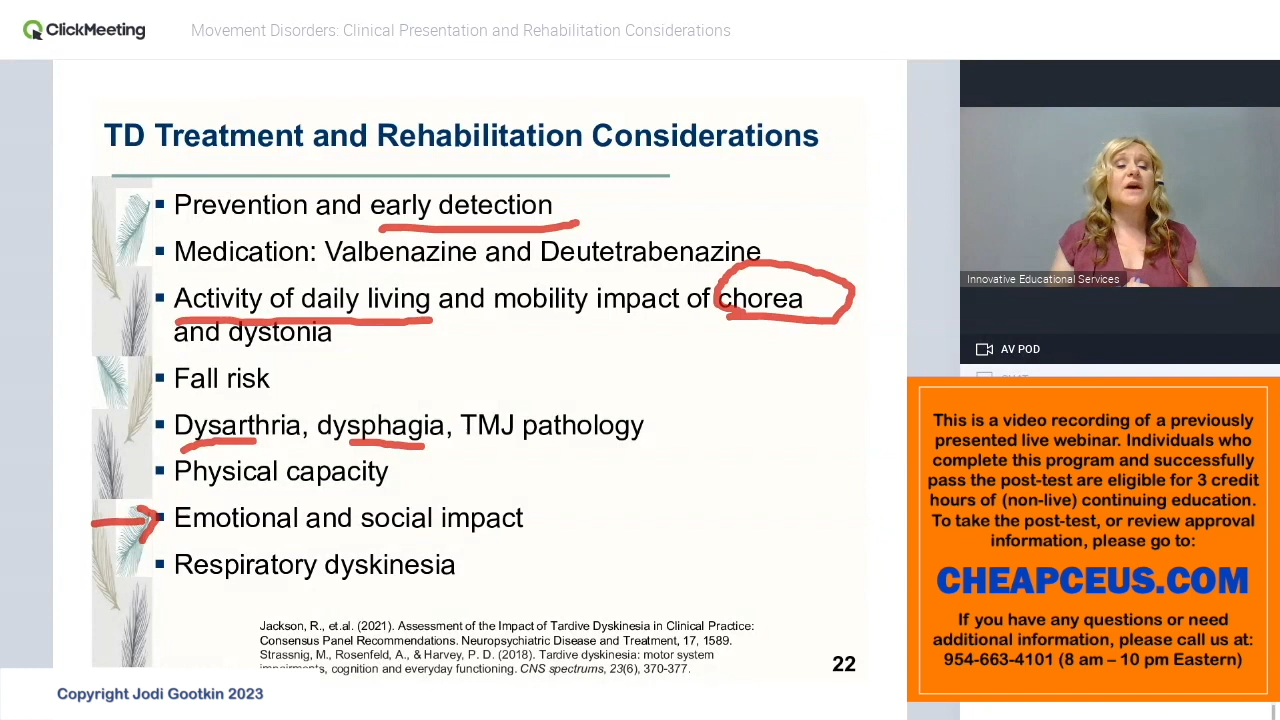 ClickMeeting
Movement Disorders: Clinical Presentation and Rehabilitation Considerations
TD Treatment and Rehabilitation Considerations
Prevention and early detection
Medication: Valbenazine and Deutetrabenazine
Activity of daily living and mobility impact of chorea
and dystonia
Fall risk
Dysarthria, dysphagia, TMJ pathology
Physical capacity
Emotional and social impact
Respiratory dyskinesia
Jackson, R., et.al. (2021). Assessment of the Impact of Tardive Dyskinesia in Clinical Practice:
Consensus Panel Recommendations. Neuropsychiatric Disease and Treatment, 17, 1589.
Strassnig, M., Rosenfeld, A., & Harvey, P. D. (2018). Tardive dyskinesia: motor system
impairments, cognition and everyday functioning. CNS spectrums, 23(6), 370-377.
22
Copyright Jodi Gootkin 2023
Innovative Educational Services
AV POD
This is a video recording of a previously
presented live webinar. Individuals who
complete this program and successfully
pass the post-test are eligible for 3 credit
hours of (non-live) continuing education.
To take the post-test, or review approval
information, please go to:
CHEAPCEUS.COM
If you have any questions or need
additional information, please call us at:
954-663-4101 (8 am – 10 pm Eastern)